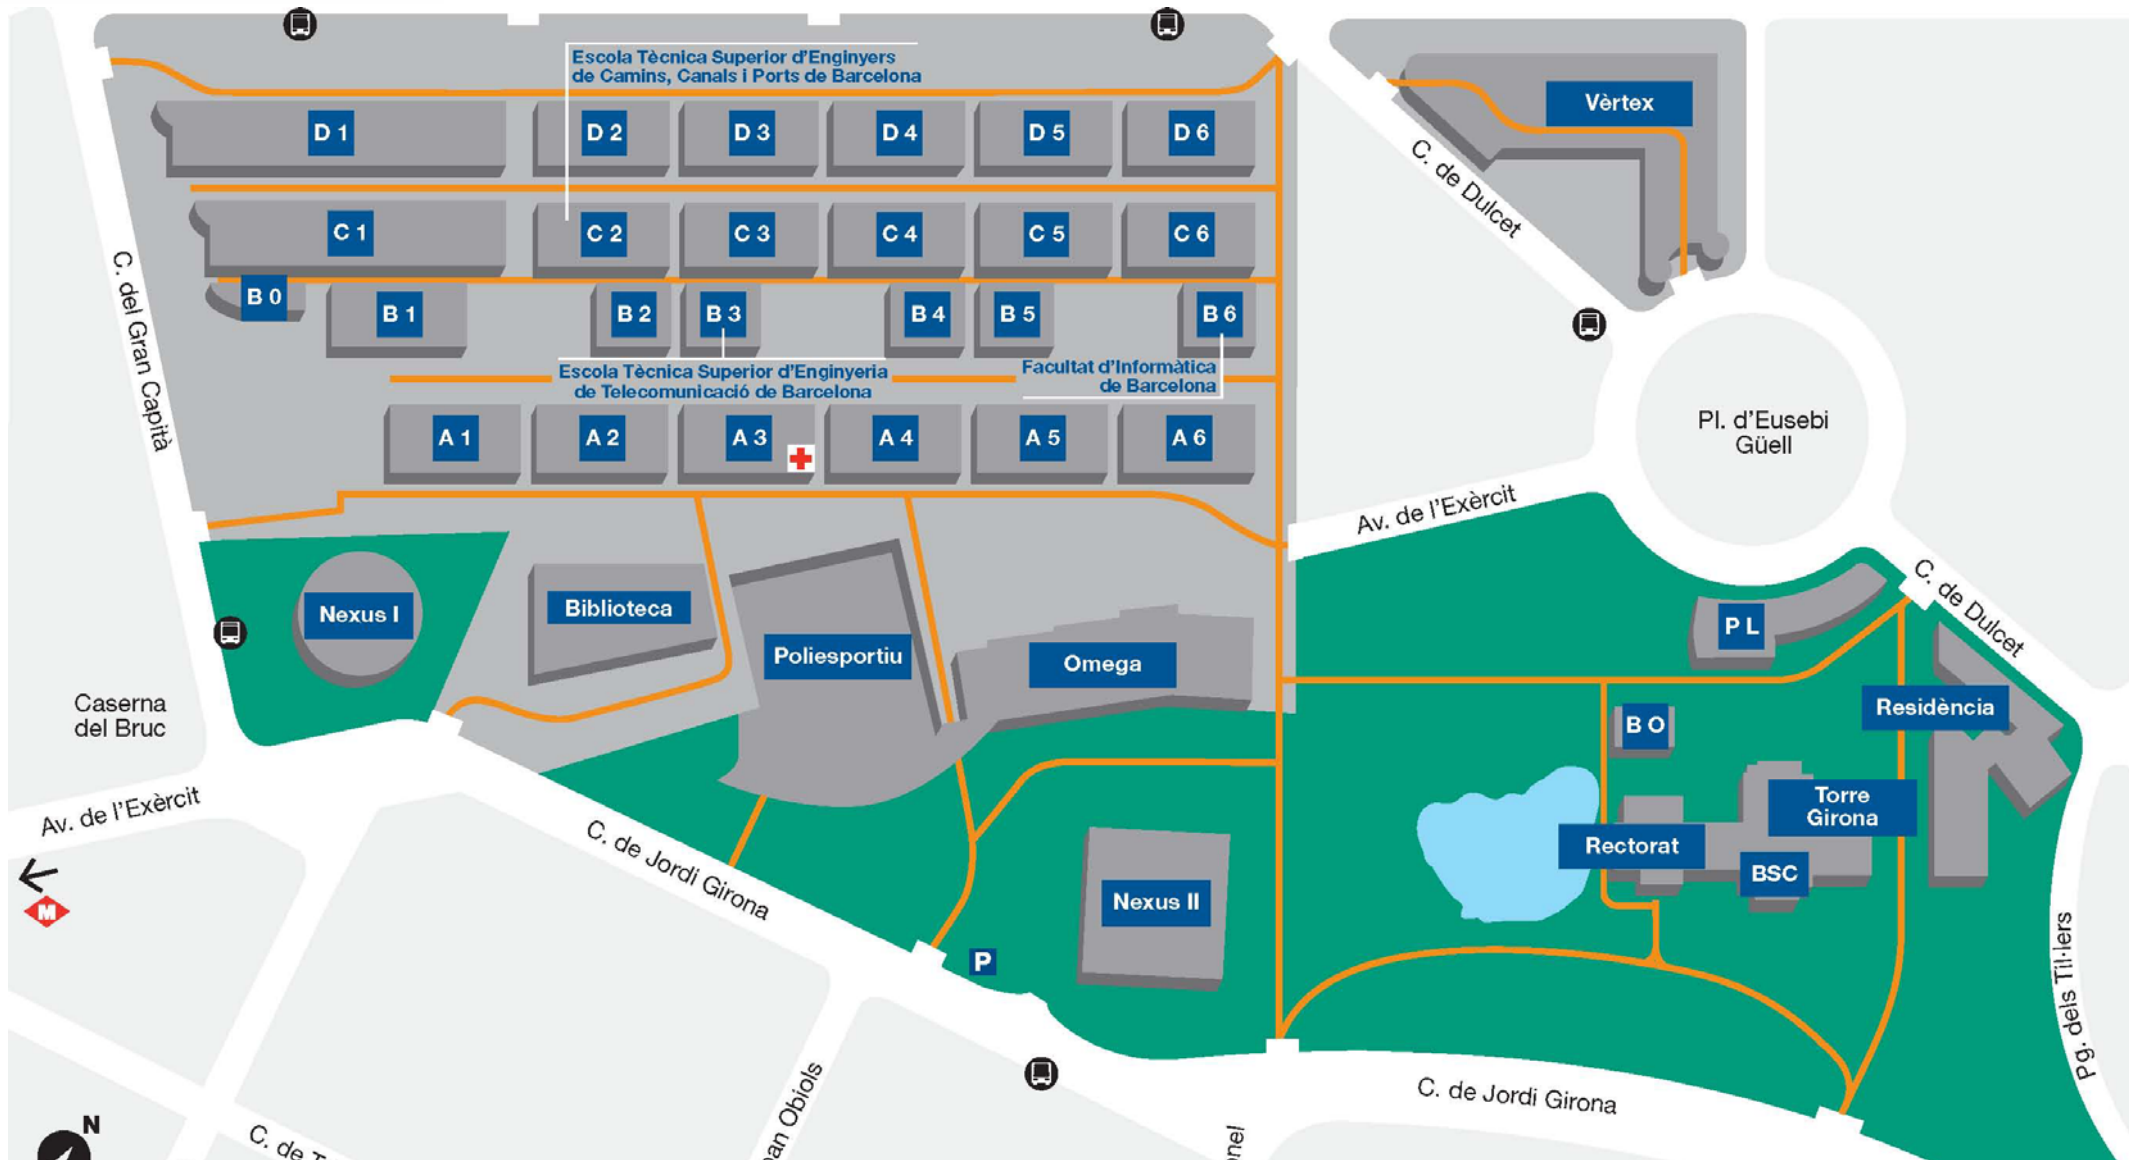 Escola Tècnica Superior d'Enginyers
de Camins, Canals i Ports de Barcelona
Vèrtex
D 1
D 2
D 3
D 4
D 5
D 6
C. de Dulcet
C 1
C 2
C 3
C 4
C 5
C 6
C. del Gran Capità
B 0
B 1
B 2
B 3
B 4
B 5
B 6
Escola Tècnica Superior d'Enginyeria
de Telecomunicació de Barcelona
Facultat d'Informàtica
de Barcelona
Pl. d'Eusebi
Güell
A 1
A 2
A 3
A 4
A 5
A 6
Av. de l'Exèrcit
Nexus I
Biblioteca
Poliesportiu
Omega
P L
C. de Dulcet
Residència
B O
Caserna
del Bruc
Av. de l'Exèrcit
Torre
Girona
Rectorat
BSC
C. de Jordi Girona
Nexus II
M
P
Pg. dels Til·lers
C. de Jordi Girona
N
C. de
Obiols